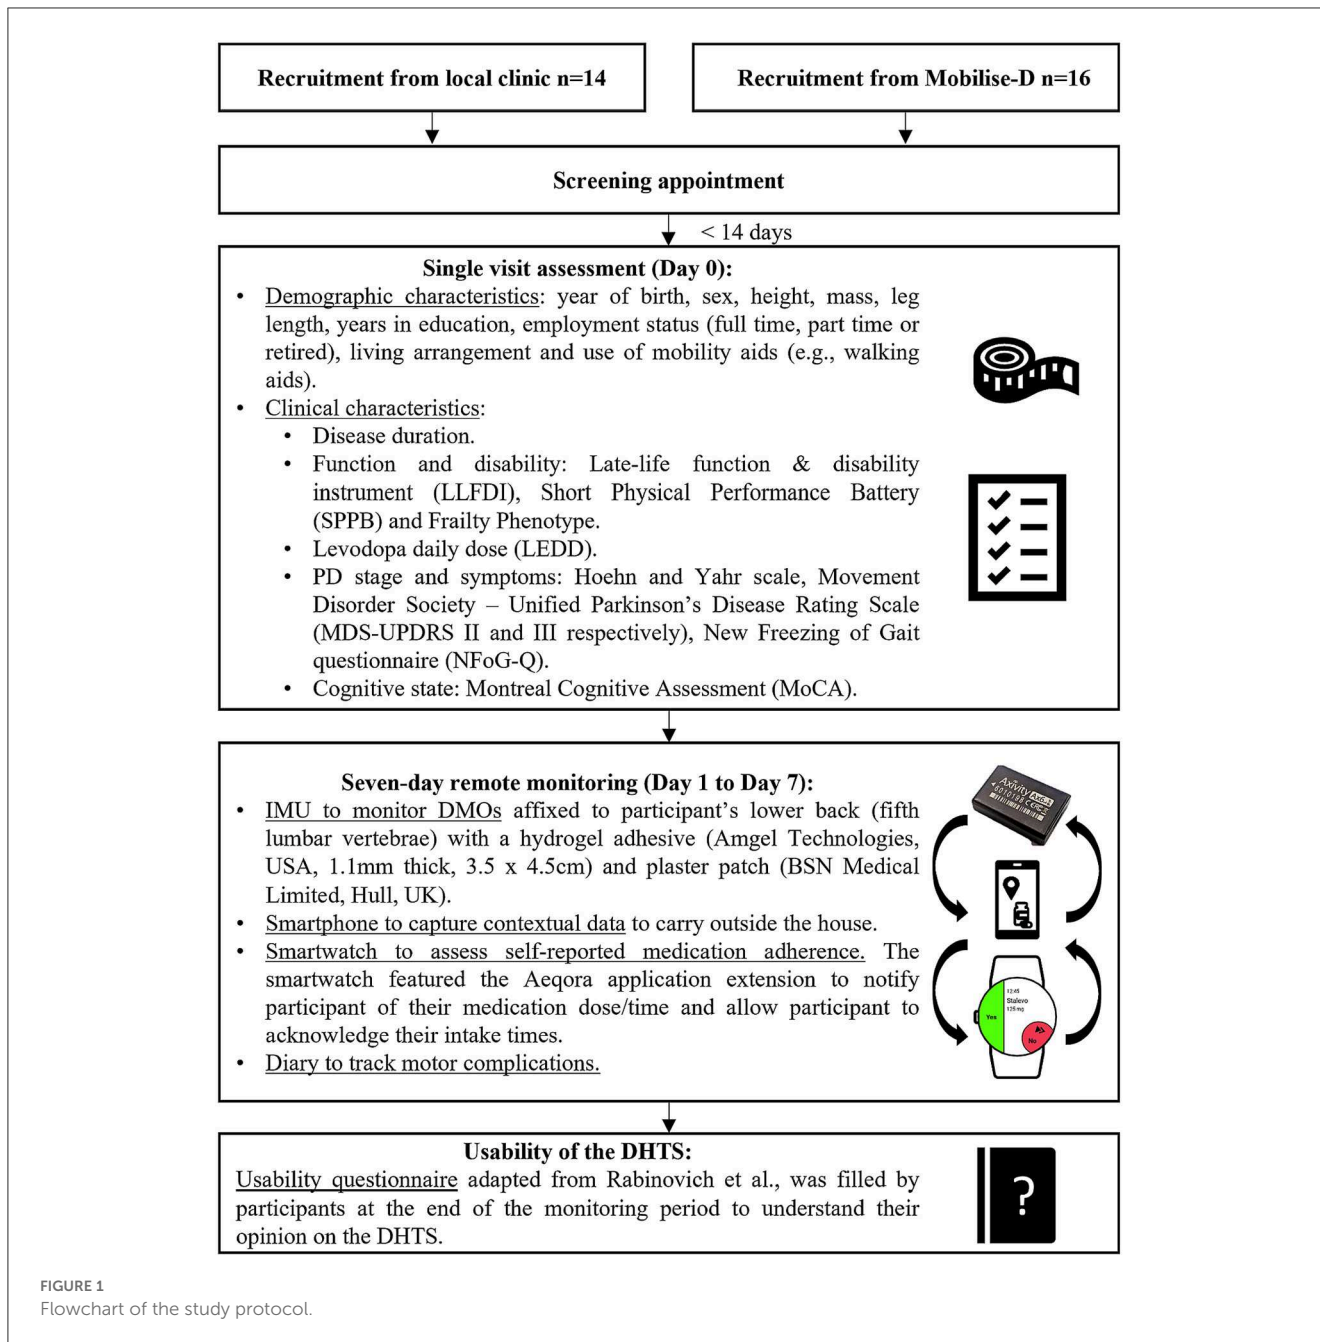 Recruitment from local clinic n=14
Recruitment from Mobilise-D n=16
Screening appointment
< 14 days
Single visit assessment (Day 0):
• Demographic characteristics: year of birth, sex, height, mass, leg
length, years in education, employment status (full time, part time or
retired), living arrangement and use of mobility aids (e.g., walking
aids).
• Clinical characteristics:
• Disease duration.
• Function and disability: Late-life function & disability
instrument (LLFDI), Short Physical Performance Battery
(SPPB) and Frailty Phenotype.
• Levodopa daily dose (LEDD).
• PD stage and symptoms: Hoehn and Yahr scale, Movement
Disorder Society – Unified Parkinson’s Disease Rating Scale
(MDS-UPDRS II and III respectively), New Freezing of Gait
questionnaire (NFoG-Q).
• Cognitive state: Montreal Cognitive Assessment (MoCA).
Seven-day remote monitoring (Day 1 to Day 7):
• IMU to monitor DMOs affixed to participant’s lower back (fifth
lumbar vertebrae) with a hydrogel adhesive (Amgel Technologies,
USA, 1.1mm thick, 3.5 x 4.5cm) and plaster patch (BSN Medical
Limited, Hull, UK).
• Smartphone to capture contextual data to carry outside the house.
• Smartwatch to assess self-reported medication adherence. The
smartwatch featured the Aeqora application extension to notify
participant of their medication dose/time and allow participant to
acknowledge their intake times.
• Diary to track motor complications.
Axivity
12:45
Stalevo
125mg
Yes
No
Usability of the DHTS:
Usability questionnaire adapted from Rabinovich et al., was filled by
participants at the end of the monitoring period to understand their
opinion on the DHTS.
?
FIGURE 1
Flowchart of the study protocol.